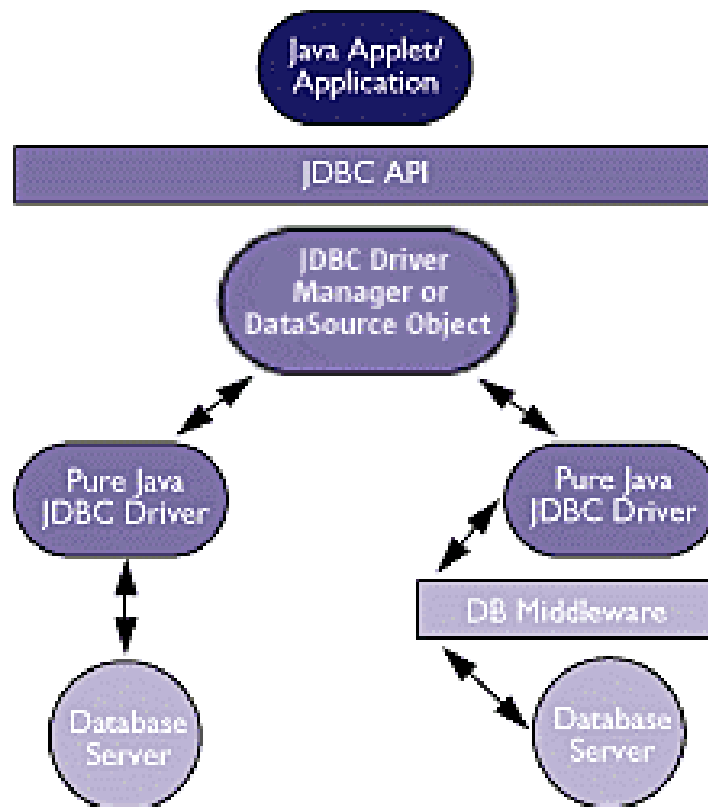 Java Applet/
Application
JDBC API
JDBC Driver
Manager or
DataSource Object
Pure Java
JDBC Driver
Pure Java
JDBC Driver
DB Middleware
Database
Server
Database
Server